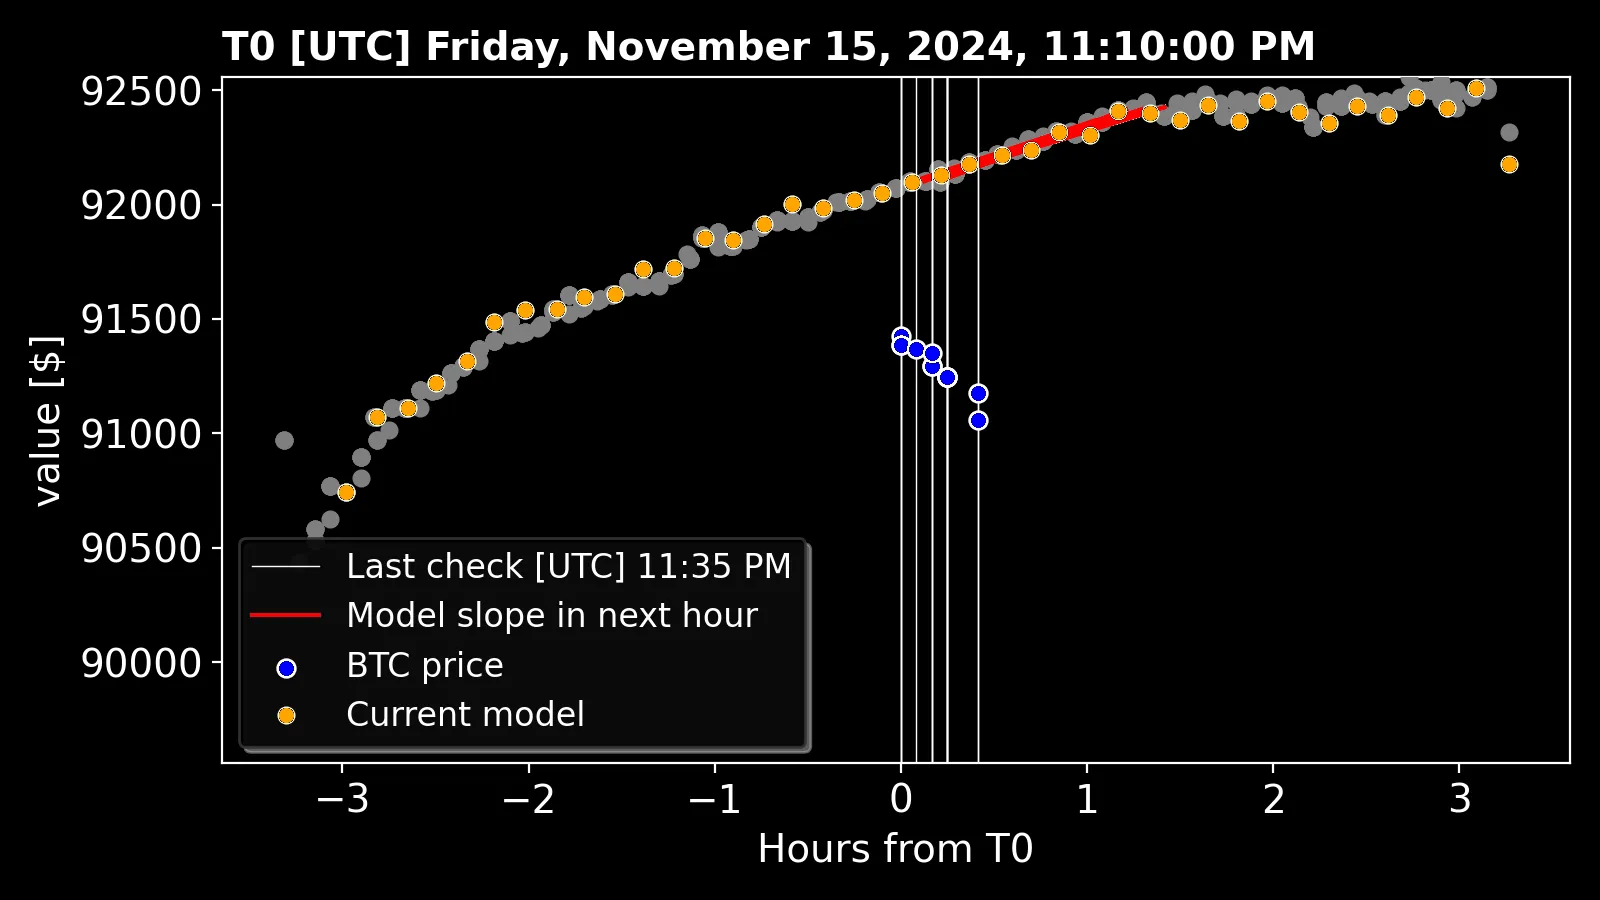 T0 [UTC] Friday, November 15, 2024, 11:10:00 PM
92500
92000
91500
91000
90500
90000
value [$]
Last check [UTC] 11:35 PM
Model slope in next hour
BTC price
Current model
−3 −2 −1 0 1 2 3
Hours from T0